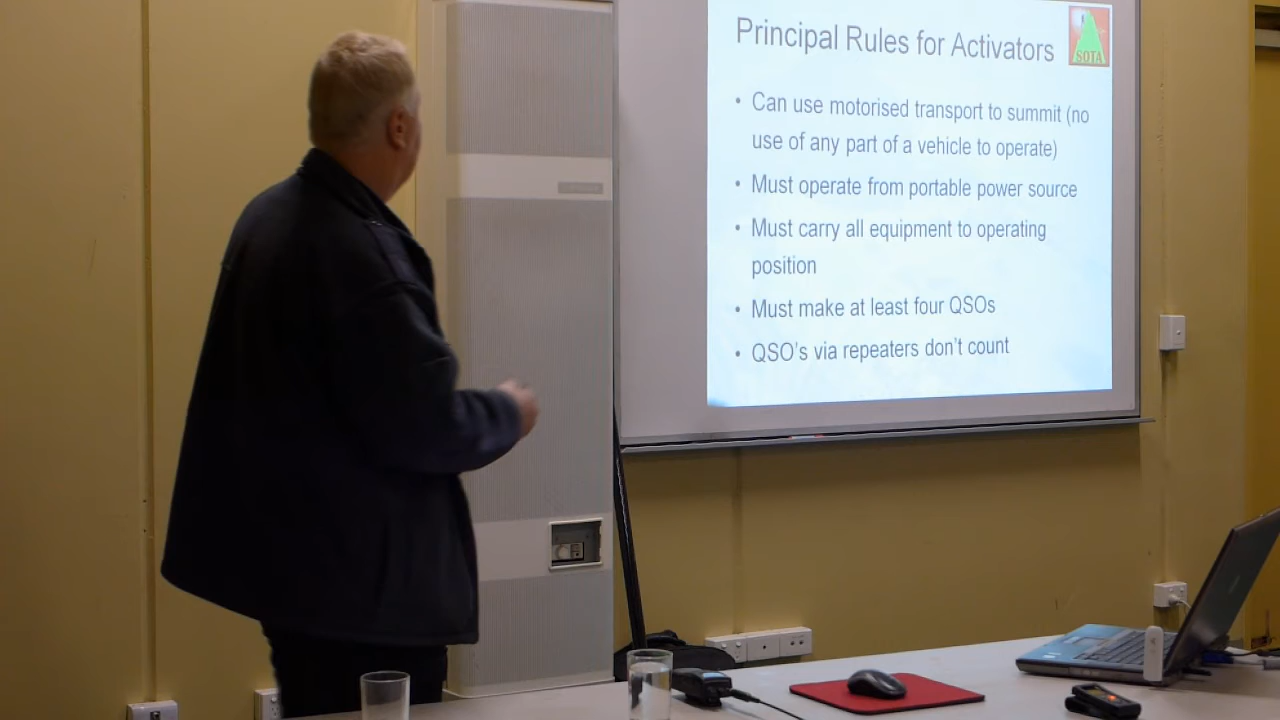 Principal Rules for Activators
SOTA
• Can use motorised transport to summit (no
use of any part of a vehicle to operate)
• Must operate from portable power source
• Must carry all equipment to operating
position
• Must make at least four QSOs
• QSO's via repeaters don't count